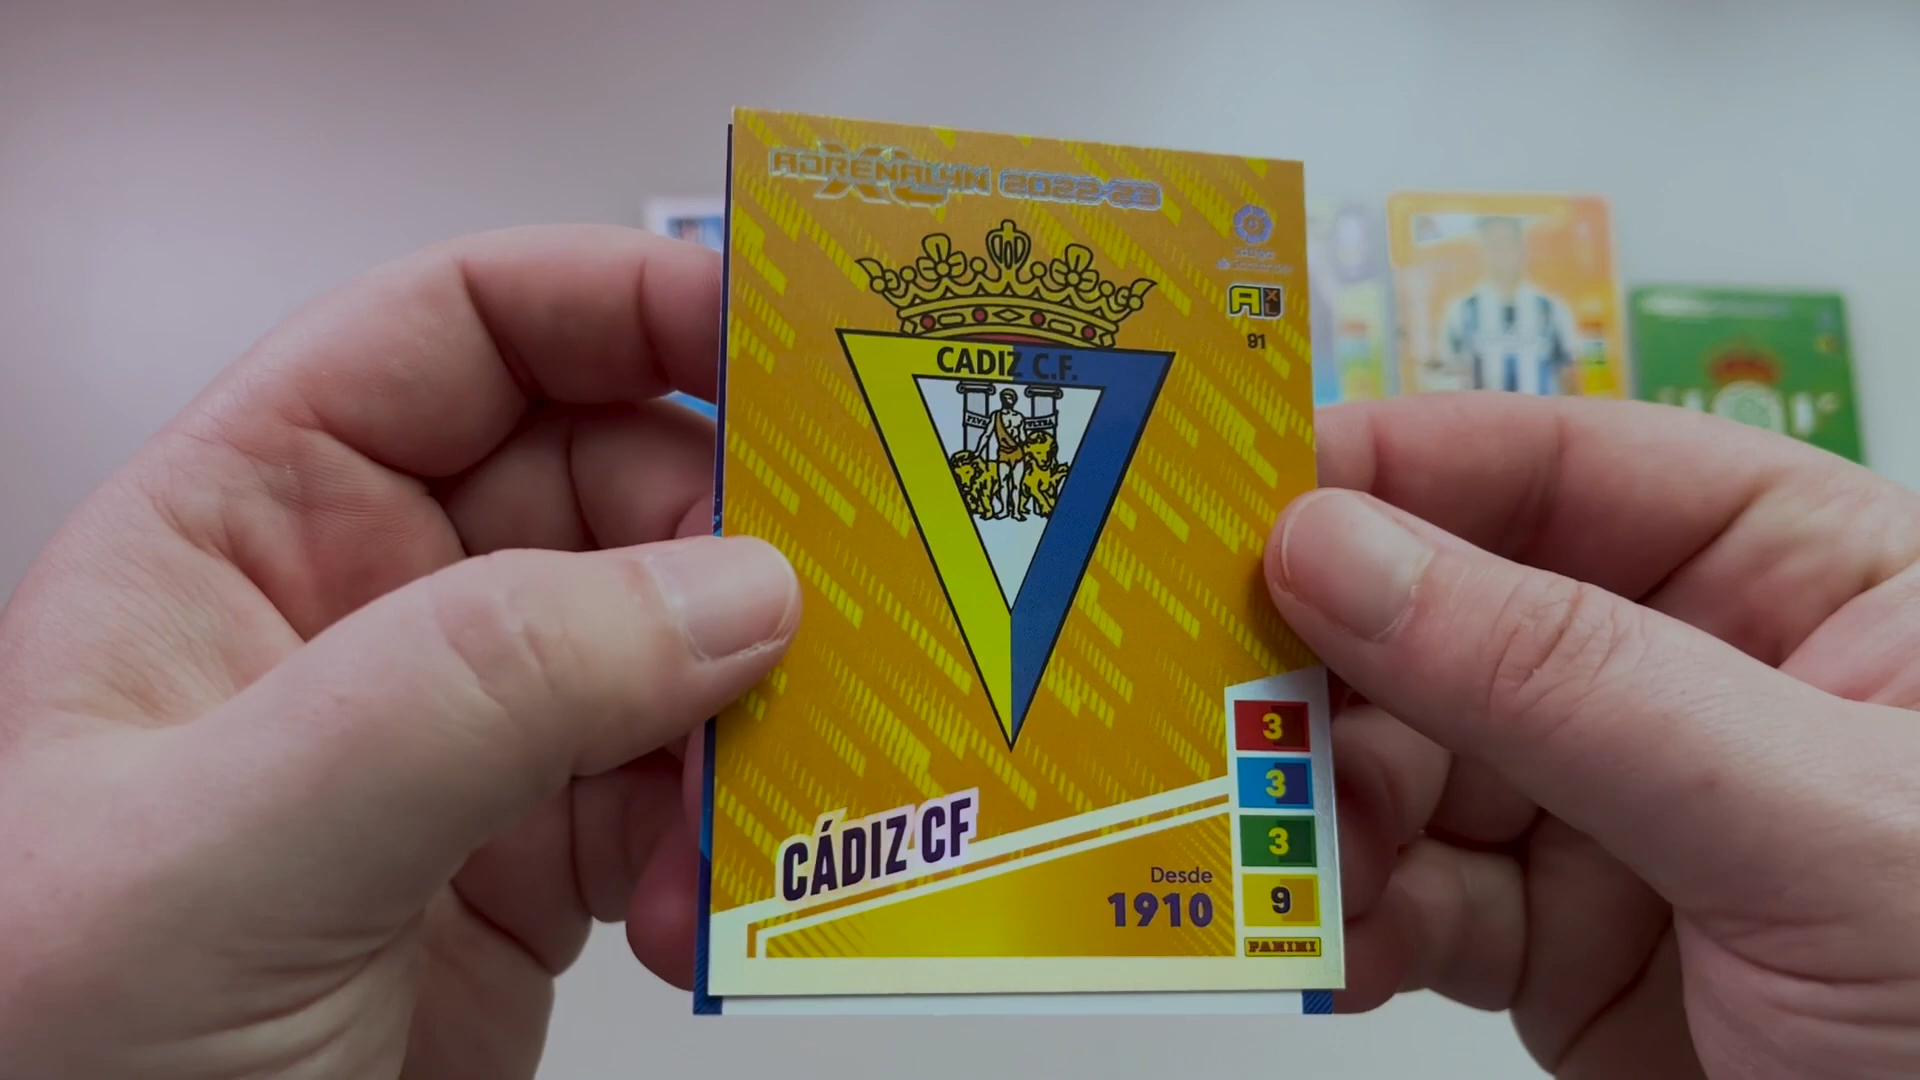 ADRENALYN XL 2022-23
91
CADIZ C.F.
3
3
3
9
CÁDIZ CF
Desde
1910
PANINI